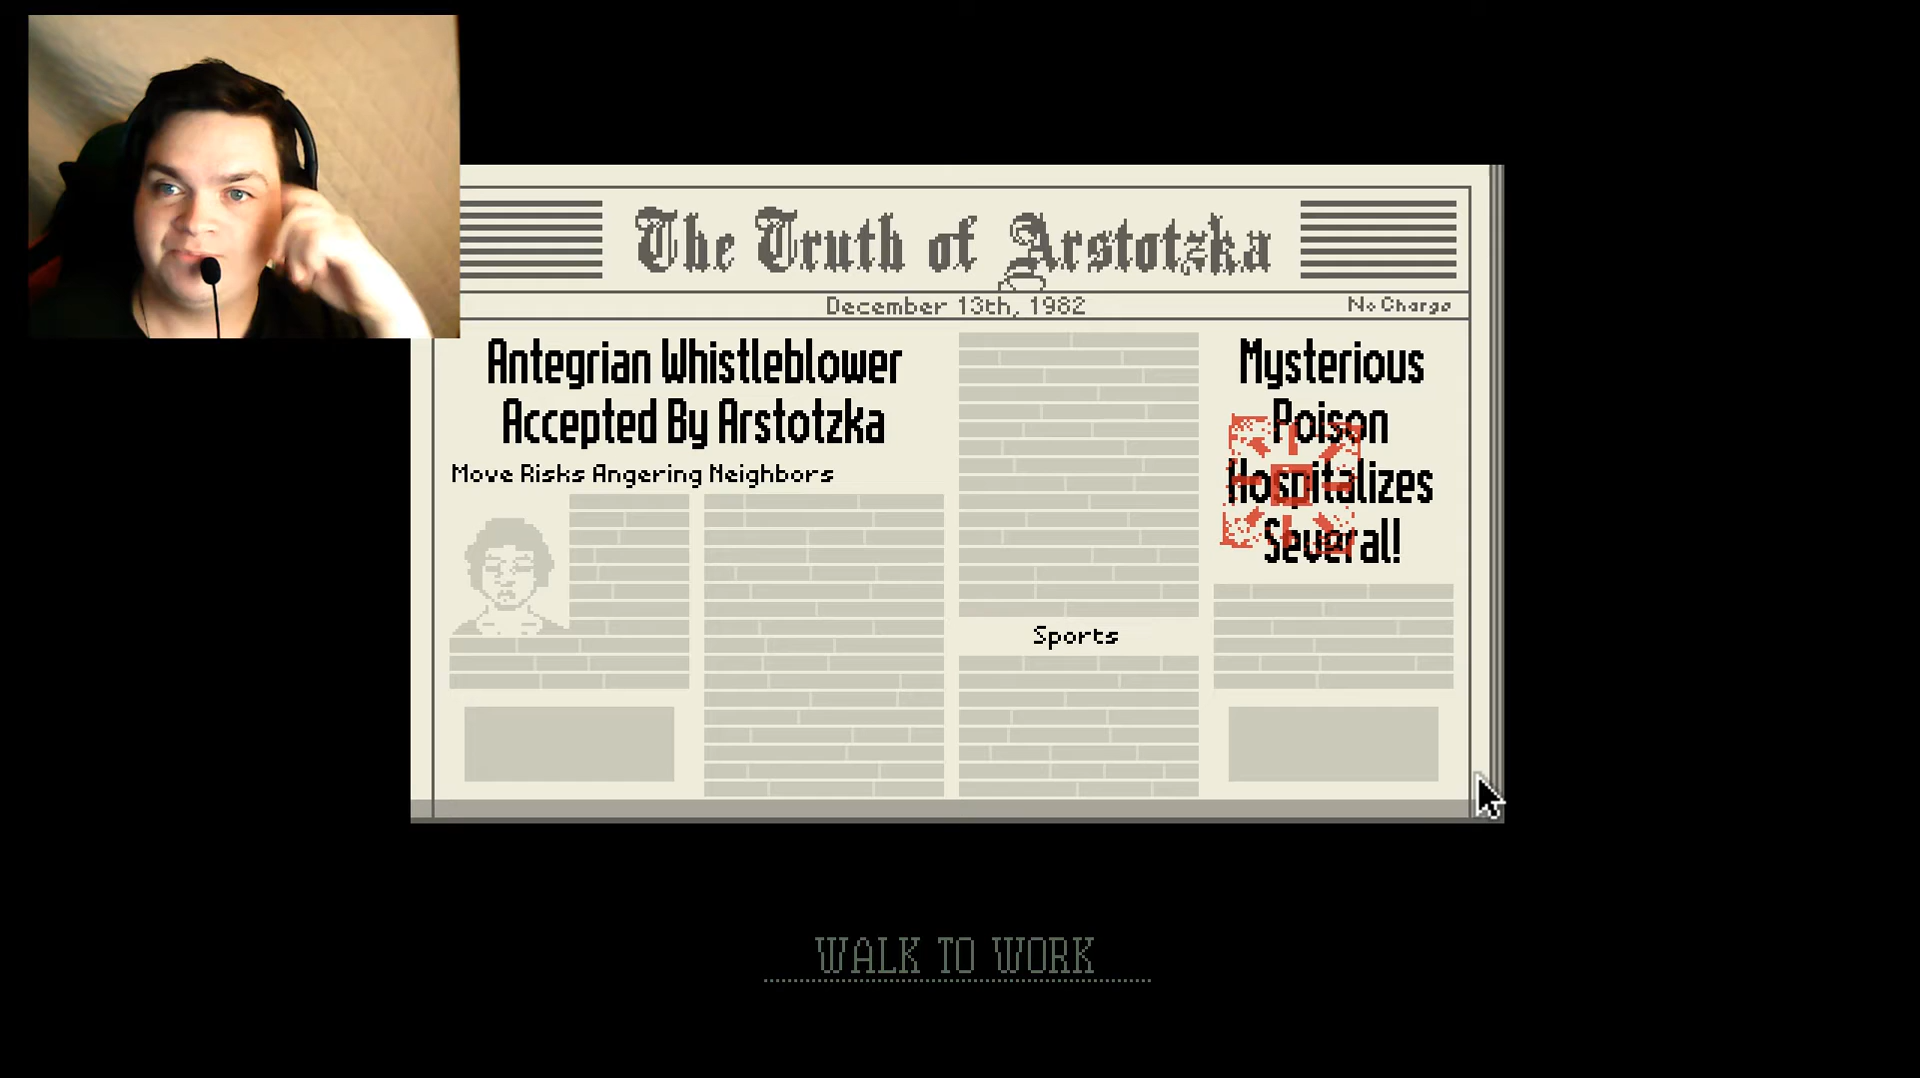 The Truth of Arstotzka
December 13th, 1982
No Charge
Antegrian Whistleblower
Accepted By Arstotzka
Move Risks Angering Neighbors
Sports
Mysterious
Poison
Hospitalizes
Several!
WALK TO WORK